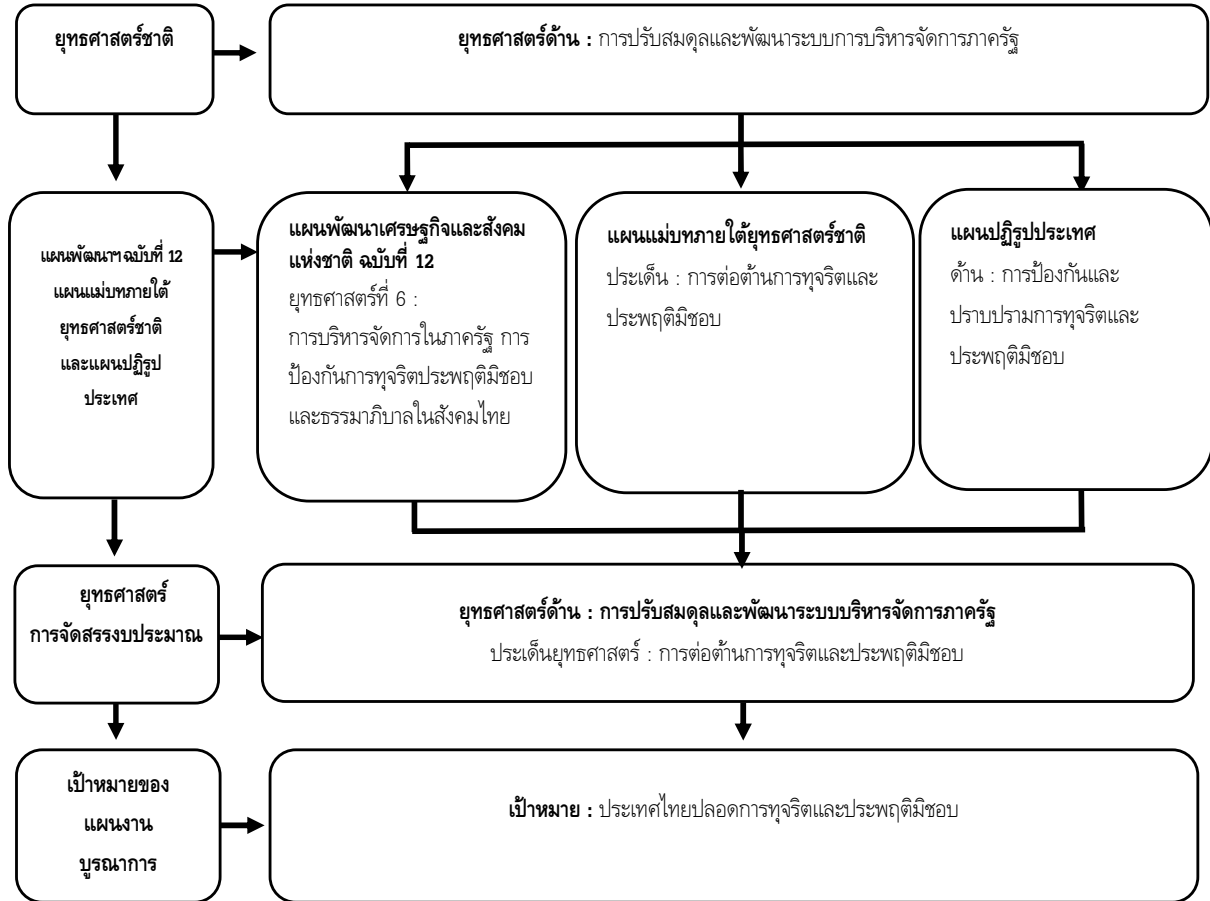 ยุทธศาสตร์ชาติ
ยุทธศาสตร์ด้าน : การปรับสมดุลและพัฒนาระบบการบริหารจัดการภาครัฐ
แผนพัฒนาฯ ฉบับที่ 12
แผนแม่บทภายใต้
ยุทธศาสตร์ชาติ
และแผนปฏิรูป
ประเทศ
แผนพัฒนาเศรษฐกิจและสังคม
แห่งชาติ ฉบับที่ 12
ยุทธศาสตร์ที่ 6 :
การบริหารจัดการในภาครัฐ การ
ป้องกันการทุจริตประพฤติมิชอบ
และธรรมาภิบาลในสังคมไทย
แผนแม่บทภายใต้ยุทธศาสตร์ชาติ
ประเด็น : การต่อต้านการทุจริตและ
ประพฤติมิชอบ
แผนปฏิรูปประเทศ
ด้าน : การป้องกันและ
ปราบปรามการทุจริตและ
ประพฤติมิชอบ
ยุทธศาสตร์
การจัดสรรงบประมาณ
ยุทธศาสตร์ด้าน : การปรับสมดุลและพัฒนาระบบบริหารจัดการภาครัฐ
ประเด็นยุทธศาสตร์ : การต่อต้านการทุจริตและประพฤติมิชอบ
เป้าหมายของ
แผนงาน
บูรณาการ
เป้าหมาย : ประเทศไทยปลอดการทุจริตและประพฤติมิชอบ